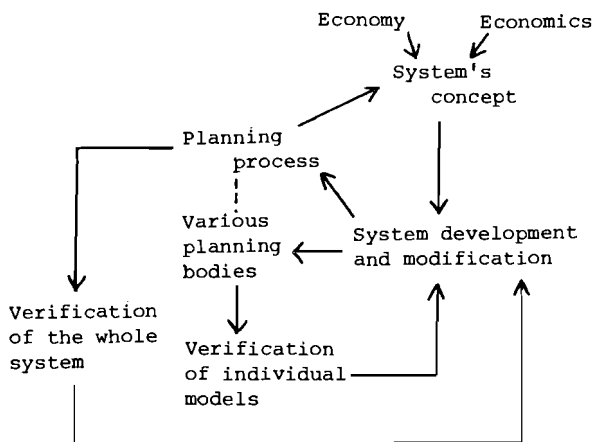 Economy
Economics
System's
concept
Planning
process
Various
planning
bodies
System development
and modification
Verification
of the whole
system
Verification
of individual
models